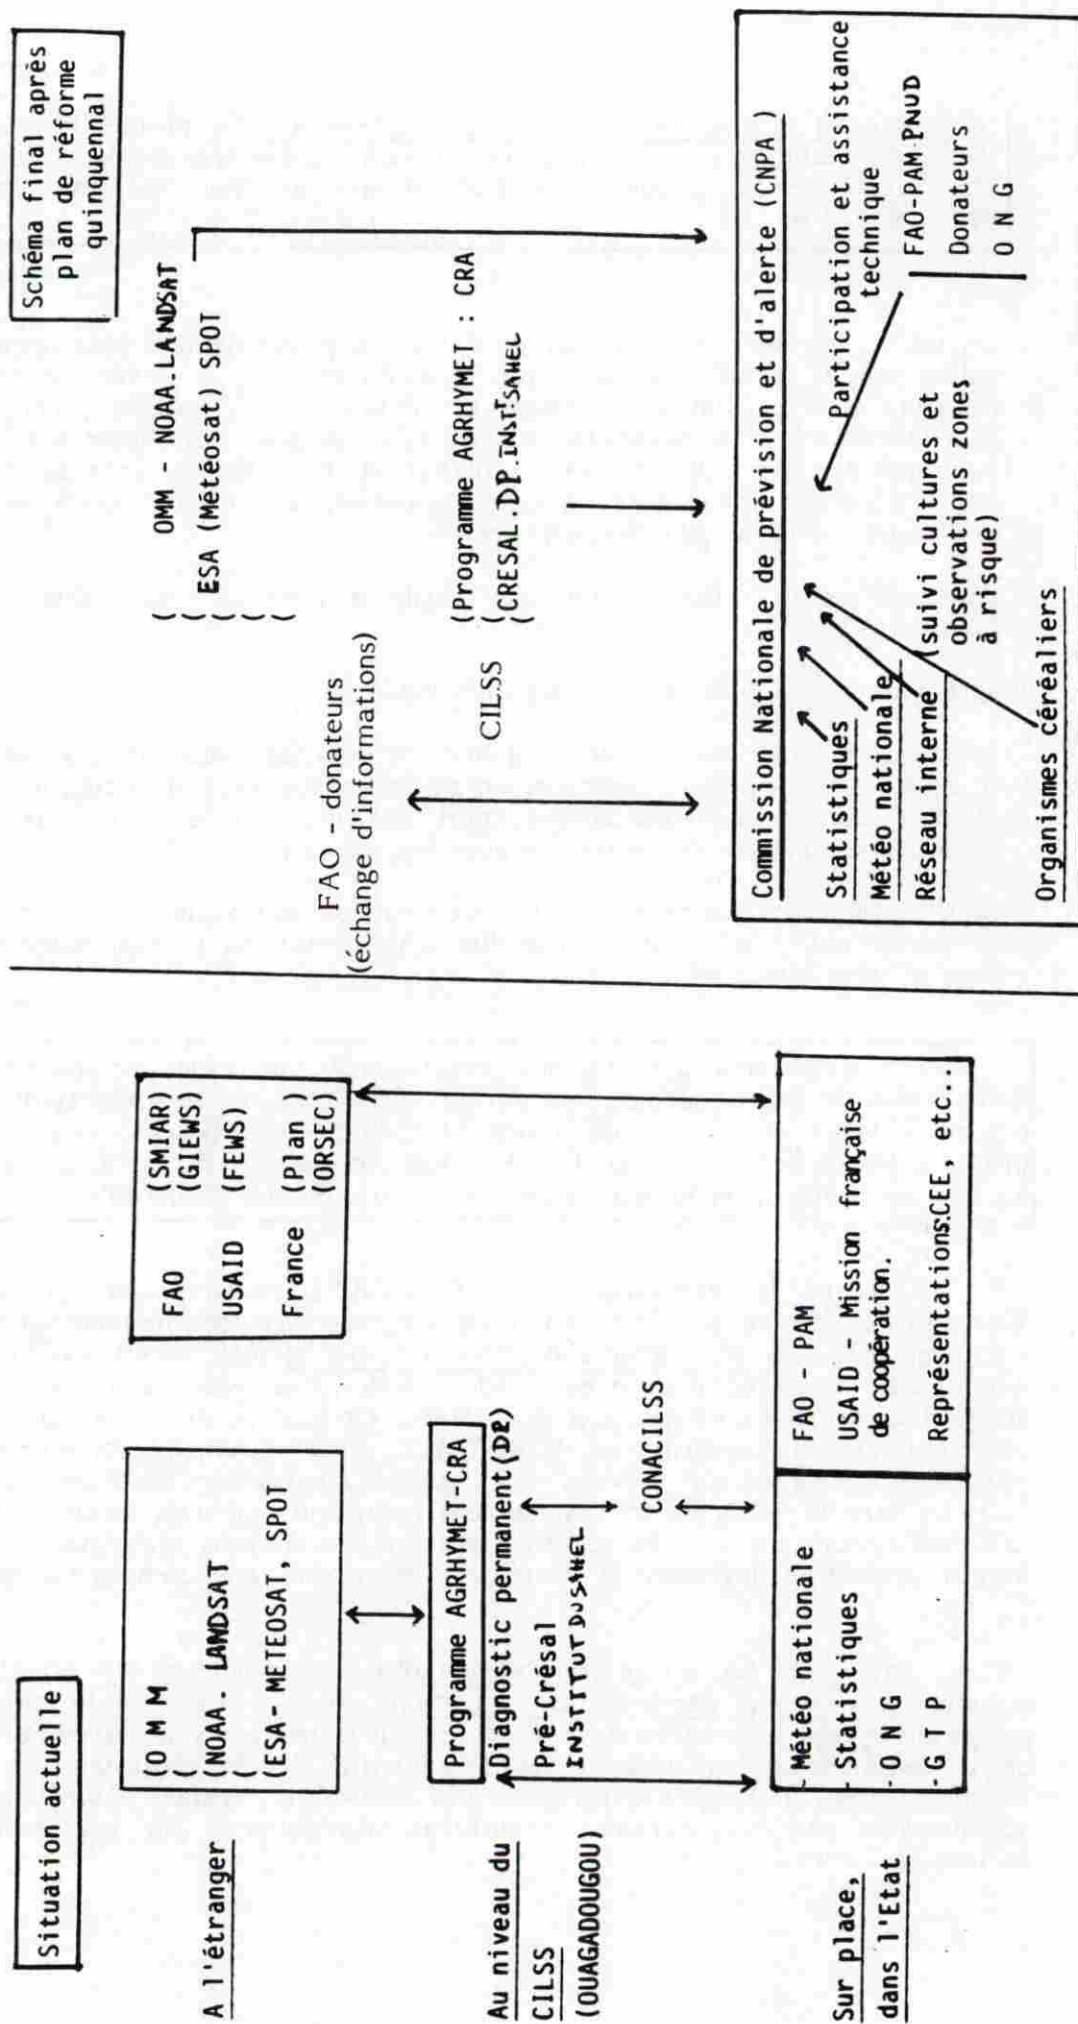 Situation actuelle
A l'étranger
(O M M
(
(NOAA. LANDSAT
(
(ESA- METEOSAT, SPOT
FAO (SMIAR)
(GIEWS)
USAID (FEWS)
France (Plan )
(ORSEC)
Au niveau du
CILSS
(OUAGADOUGOU)
Programme AGRHYMET-CRA
Diagnostic permanent(DP)
Pré-Crésal
INSTITUT DU SAHEL
CONACILSS
Sur place,
dans l'Etat
- Météo nationale
- Statistiques
- O N G
- G T P
FAO - PAM
USAID - Mission française
de coopération.
Représentations:CEE, etc...
Schéma final après
plan de réforme
quinquennal
( OMM - NOAA.LANDSAT
(
( ESA (Météosat) SPOT
(
(
FAO - donateurs
(échange d'informations)
CILSS
(Programme AGRHYMET : CRA
(
(CRESAL.DP.INST.SAHEL
(
Commission Nationale de prévision et d'alerte (CNPA )
Statistiques
Météo nationale
Réseau interne (suivi cultures et
observations zones
à risque)
Organismes céréaliers
Participation et assistance
technique
FAO-PAM-PNUD
Donateurs
O N G